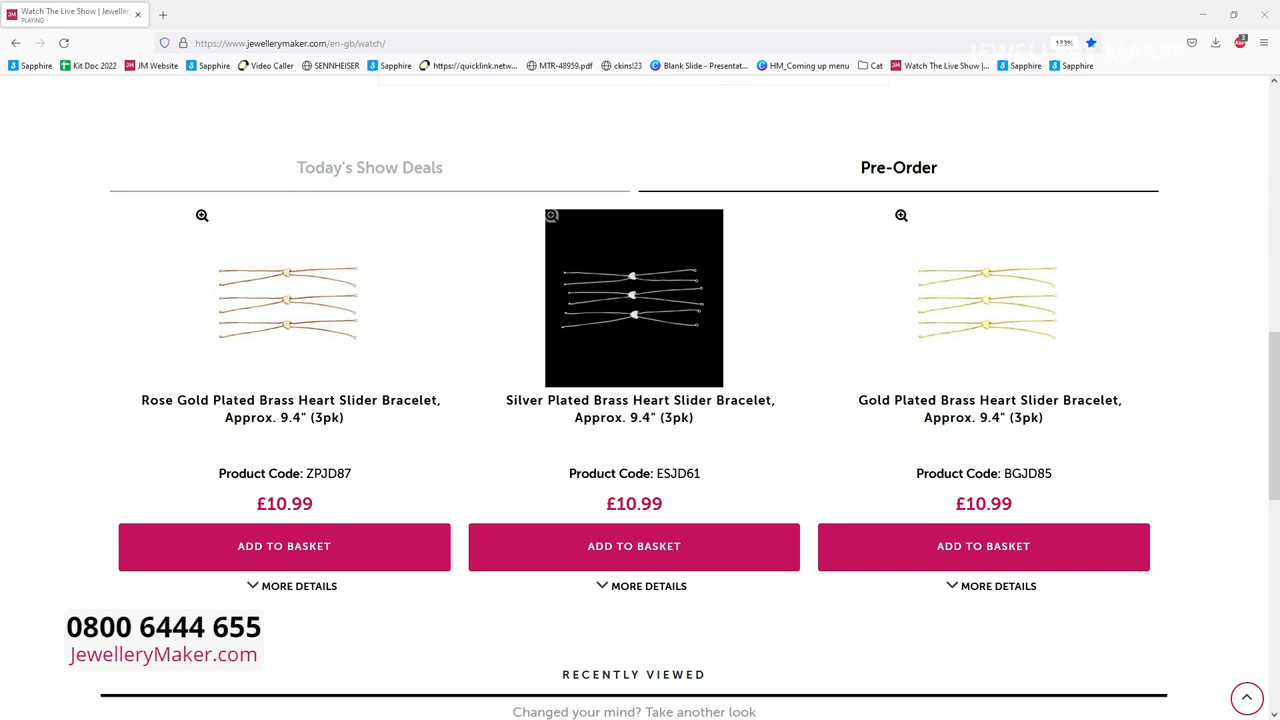 Watch The Live Show | Jeweller
PLAYING
https://www.jewellerymaker.com/en-gb/watch/
133%
JEWELLERY MAKER
Sapphire
Kit Doc 2022
JM Website
Sapphire
Video Caller
SENNHEISER
Sapphire
https://quicklink.netw...
MTR-48959.pdf
ckins!23
Blank Slide - Presentat...
HM_Coming up menu
Cat
Watch The Live Show |...
Sapphire
Sapphire
Today's Show Deals
Pre-Order
Rose Gold Plated Brass Heart Slider Bracelet,
Approx. 9.4" (3pk)
Product Code: ZPJD87
£10.99
ADD TO BASKET
MORE DETAILS
Silver Plated Brass Heart Slider Bracelet,
Approx. 9.4" (3pk)
Product Code: ESJD61
£10.99
ADD TO BASKET
MORE DETAILS
Gold Plated Brass Heart Slider Bracelet,
Approx. 9.4" (3pk)
Product Code: BGJD85
£10.99
ADD TO BASKET
MORE DETAILS
0800 6444 655
JewelleryMaker.com
RECENTLY VIEWED
Changed your mind? Take another look